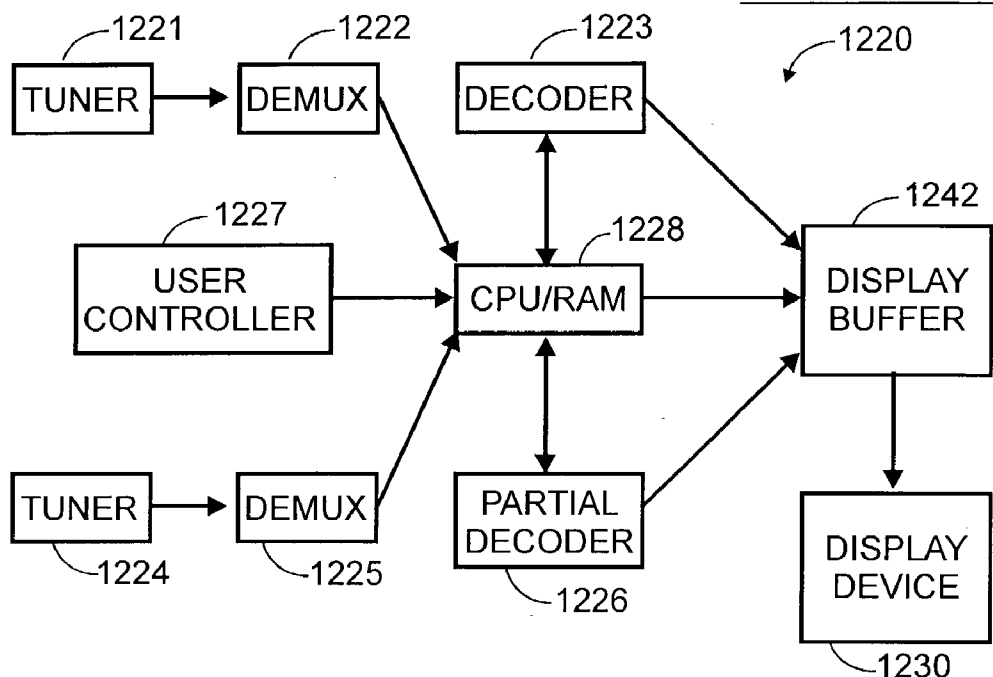 1221
1222
1223
1220
TUNER
DEMUX
DECODER
1227
1228
1242
USER
CONTROLLER
CPU/RAM
DISPLAY
BUFFER
TUNER
DEMUX
PARTIAL
DECODER
DISPLAY
DEVICE
1224
1225
1226
1230